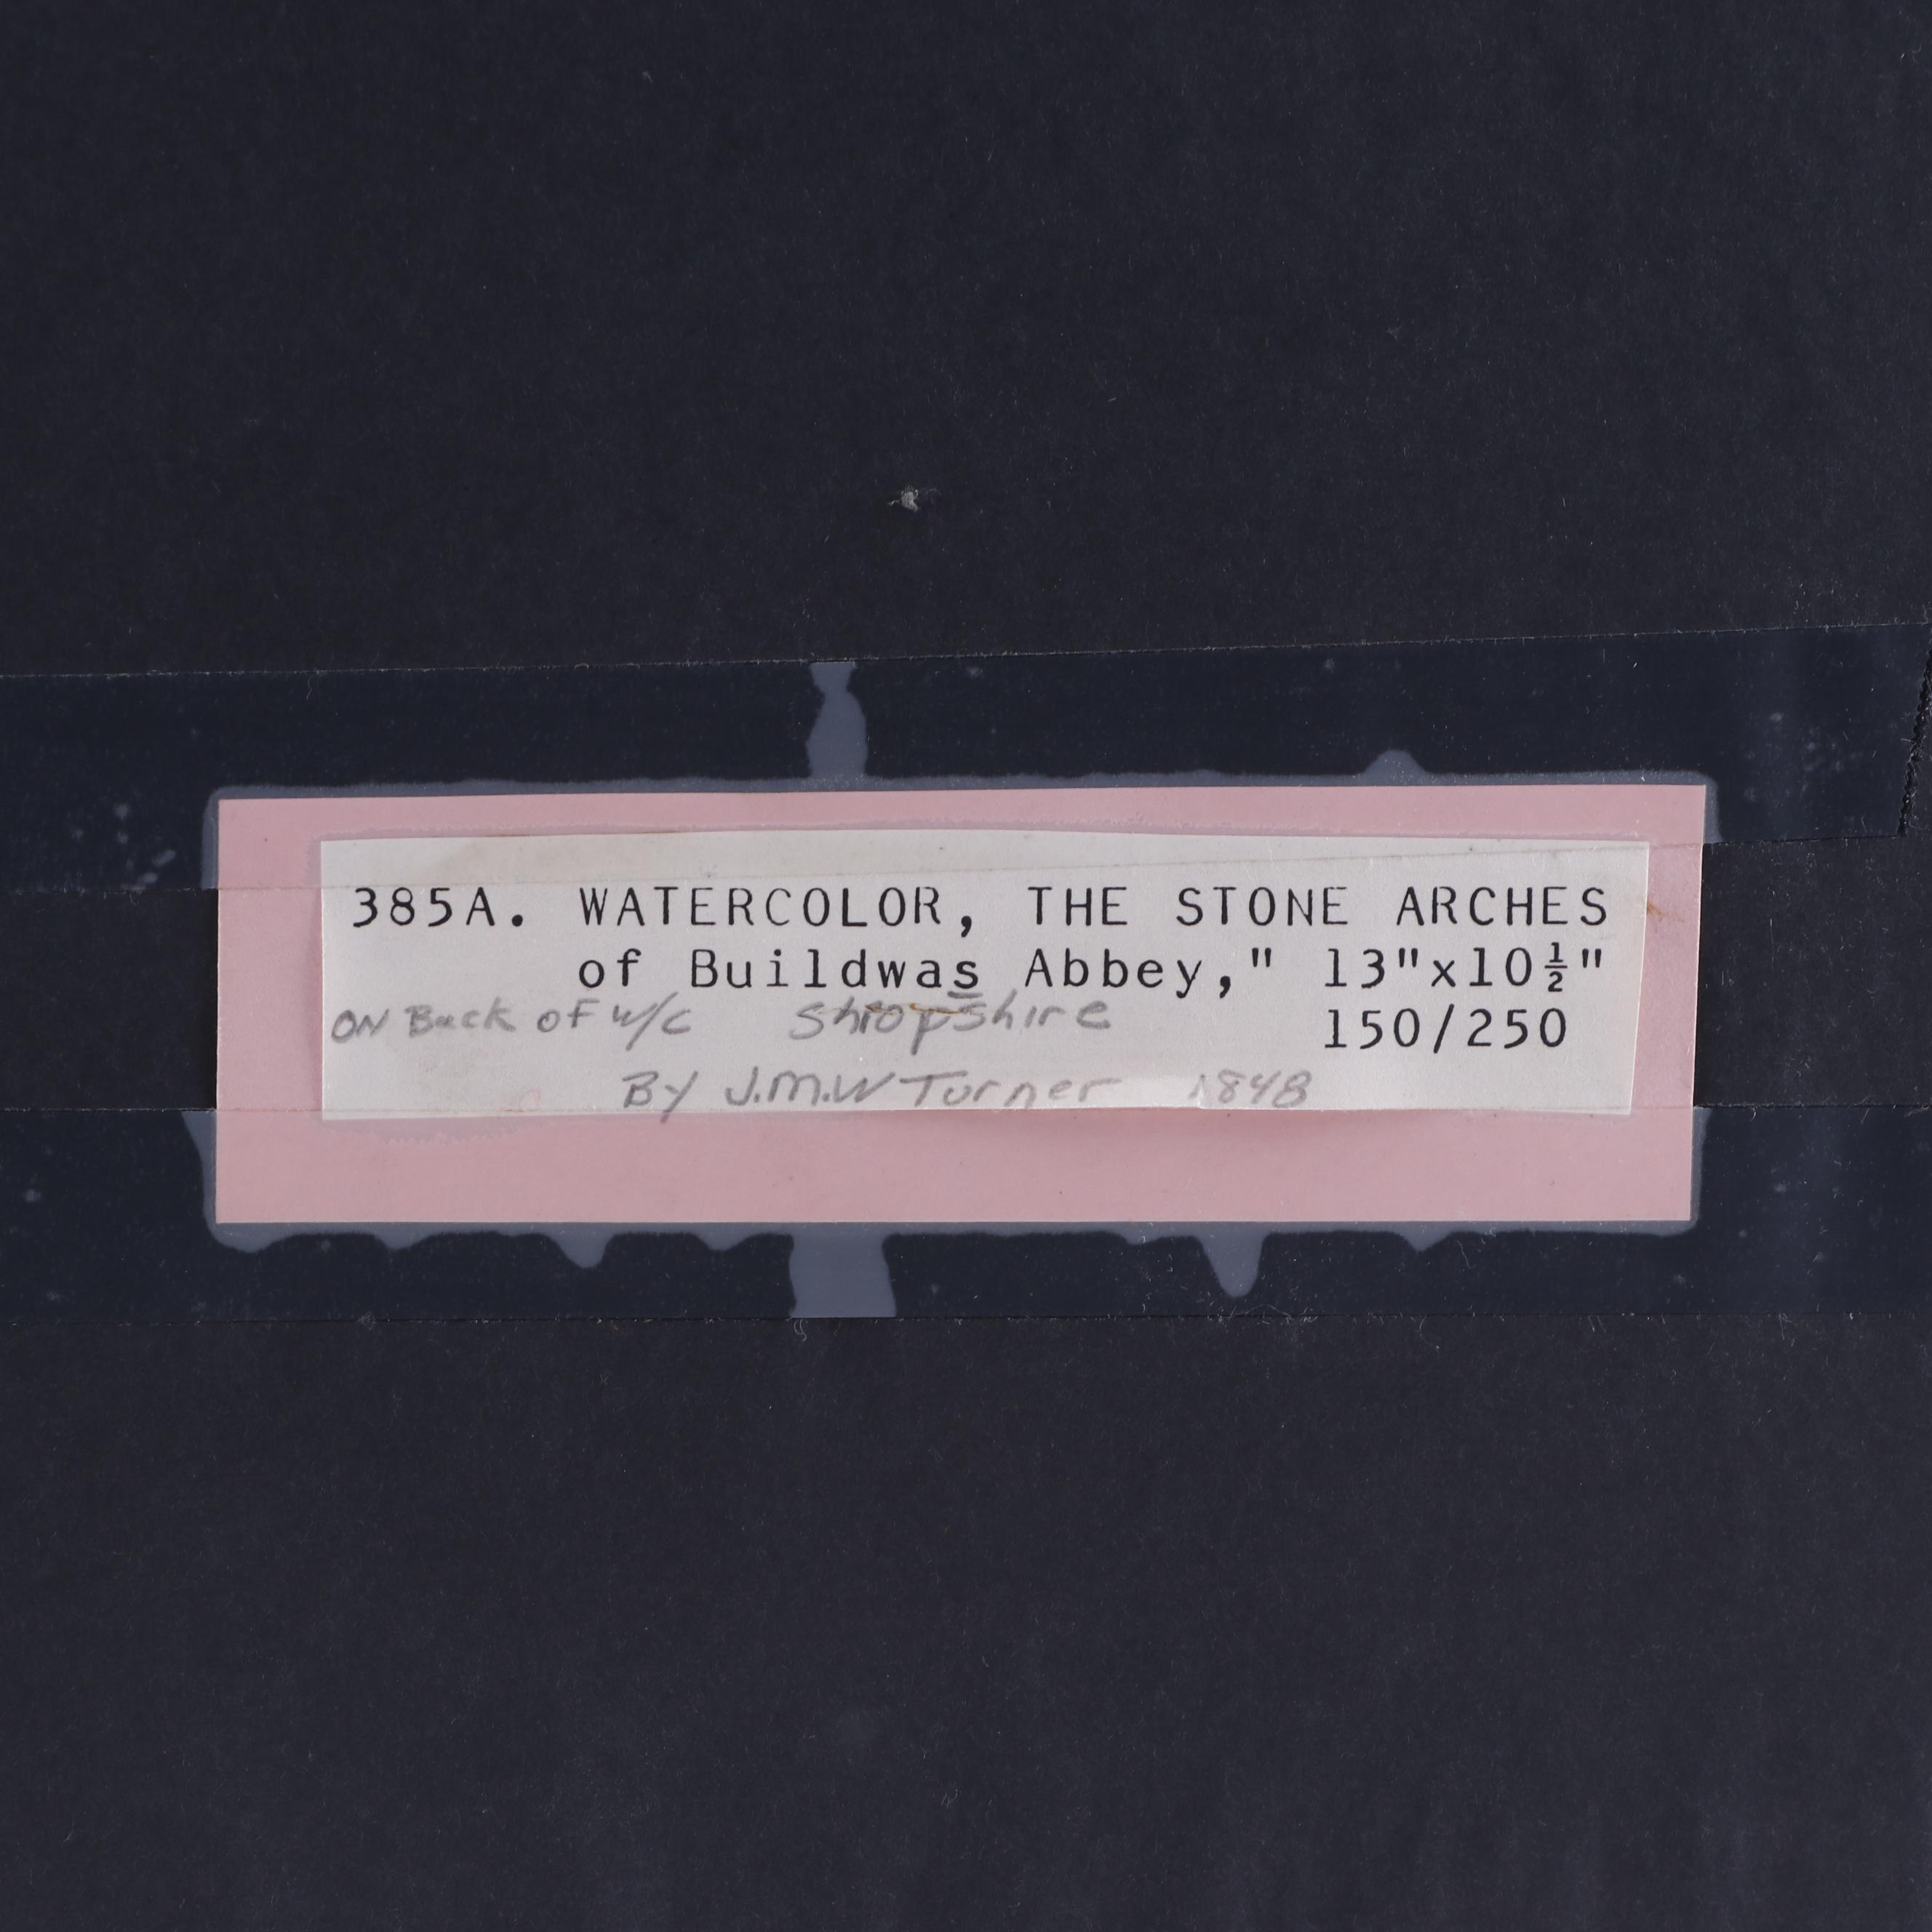 385A. WATERCOLOR, THE STONE ARCHES
of Buildwas Abbey," 13"x10½"
ON Back of w/c Shropshire 150/250
By J.M.W Turner 1848